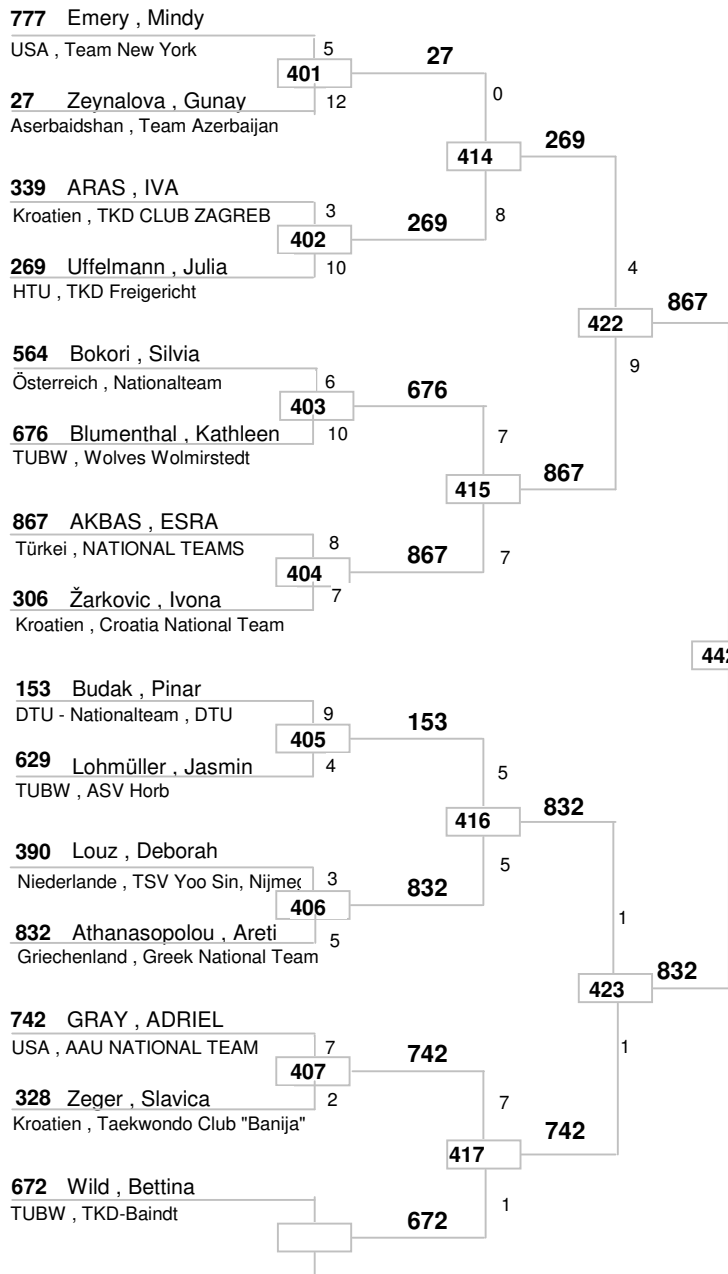 777 Emery , Mindy
USA , Team New York
5
401
27
12
27 Zeynalova , Gunay
Aserbaidshan , Team Azerbaijan
0
414
269
8
339 ARAS , IVA
Kroatien , TKD CLUB ZAGREB
3
402
269
10
269 Uffelmann , Julia
HTU , TKD Freigericht
4
422
867
9
564 Bokori , Silvia
Österreich , Nationalteam
6
403
676
10
676 Blumenthal , Kathleen
TUBW , Wolves Wolmirstedt
7
415
867
7
867 AKBAS , ESRA
Türkei , NATIONAL TEAMS
8
404
867
7
306 Žarkovic , Ivona
Kroatien , Croatia National Team
442
153 Budak , Pinar
DTU - Nationalteam , DTU
9
405
153
4
629 Lohmüller , Jasmin
TUBW , ASV Horb
5
416
832
5
390 Louz , Deborah
Niederlande , TSV Yoo Sin, Nijmeg
3
406
832
5
832 Athanasopolou , Areti
Griechenland , Greek National Team
1
423
832
1
742 GRAY , ADRIEL
USA , AAU NATIONAL TEAM
7
407
742
2
328 Zeger , Slavica
Kroatien , Taekwondo Club "Banija"
7
417
742
1
672 Wild , Bettina
TUBW , TKD-Baindt
672